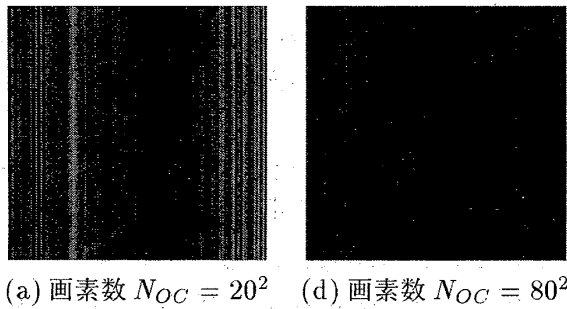 (a) 画素数 N_{OC} = 20^2 (d) 画素数 N_{OC} = 80^2